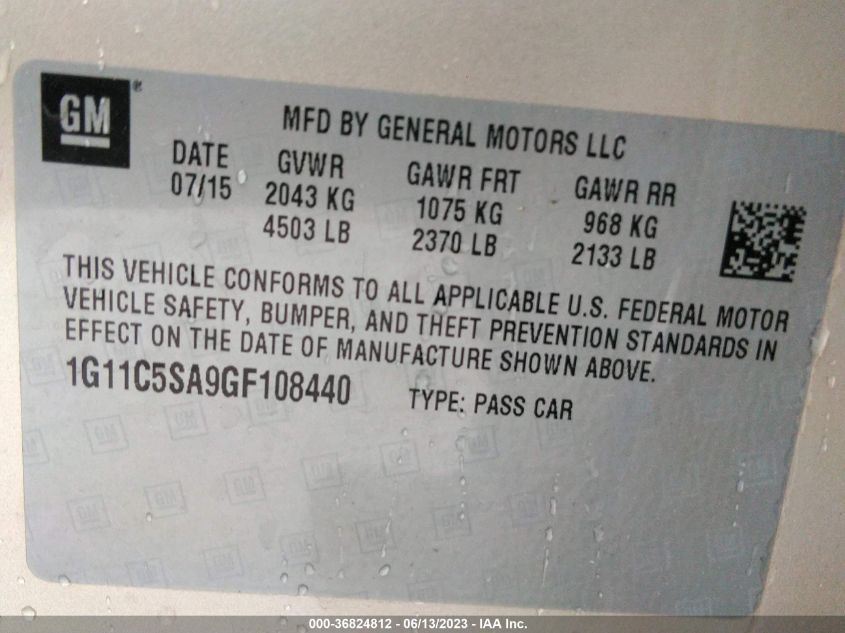 GM®
MFD BY GENERAL MOTORS LLC
DATE GVWR GAWR FRT GAWR RR
07/15 2043 KG 1075 KG 968 KG
4503 LB 2370 LB 2133 LB
THIS VEHICLE CONFORMS TO ALL APPLICABLE U.S. FEDERAL MOTOR
VEHICLE SAFETY, BUMPER, AND THEFT PREVENTION STANDARDS IN
EFFECT ON THE DATE OF MANUFACTURE SHOWN ABOVE.
1G11C5SA9GF108440 TYPE: PASS CAR
000-36824812 - 06/13/2023 - IAA Inc.